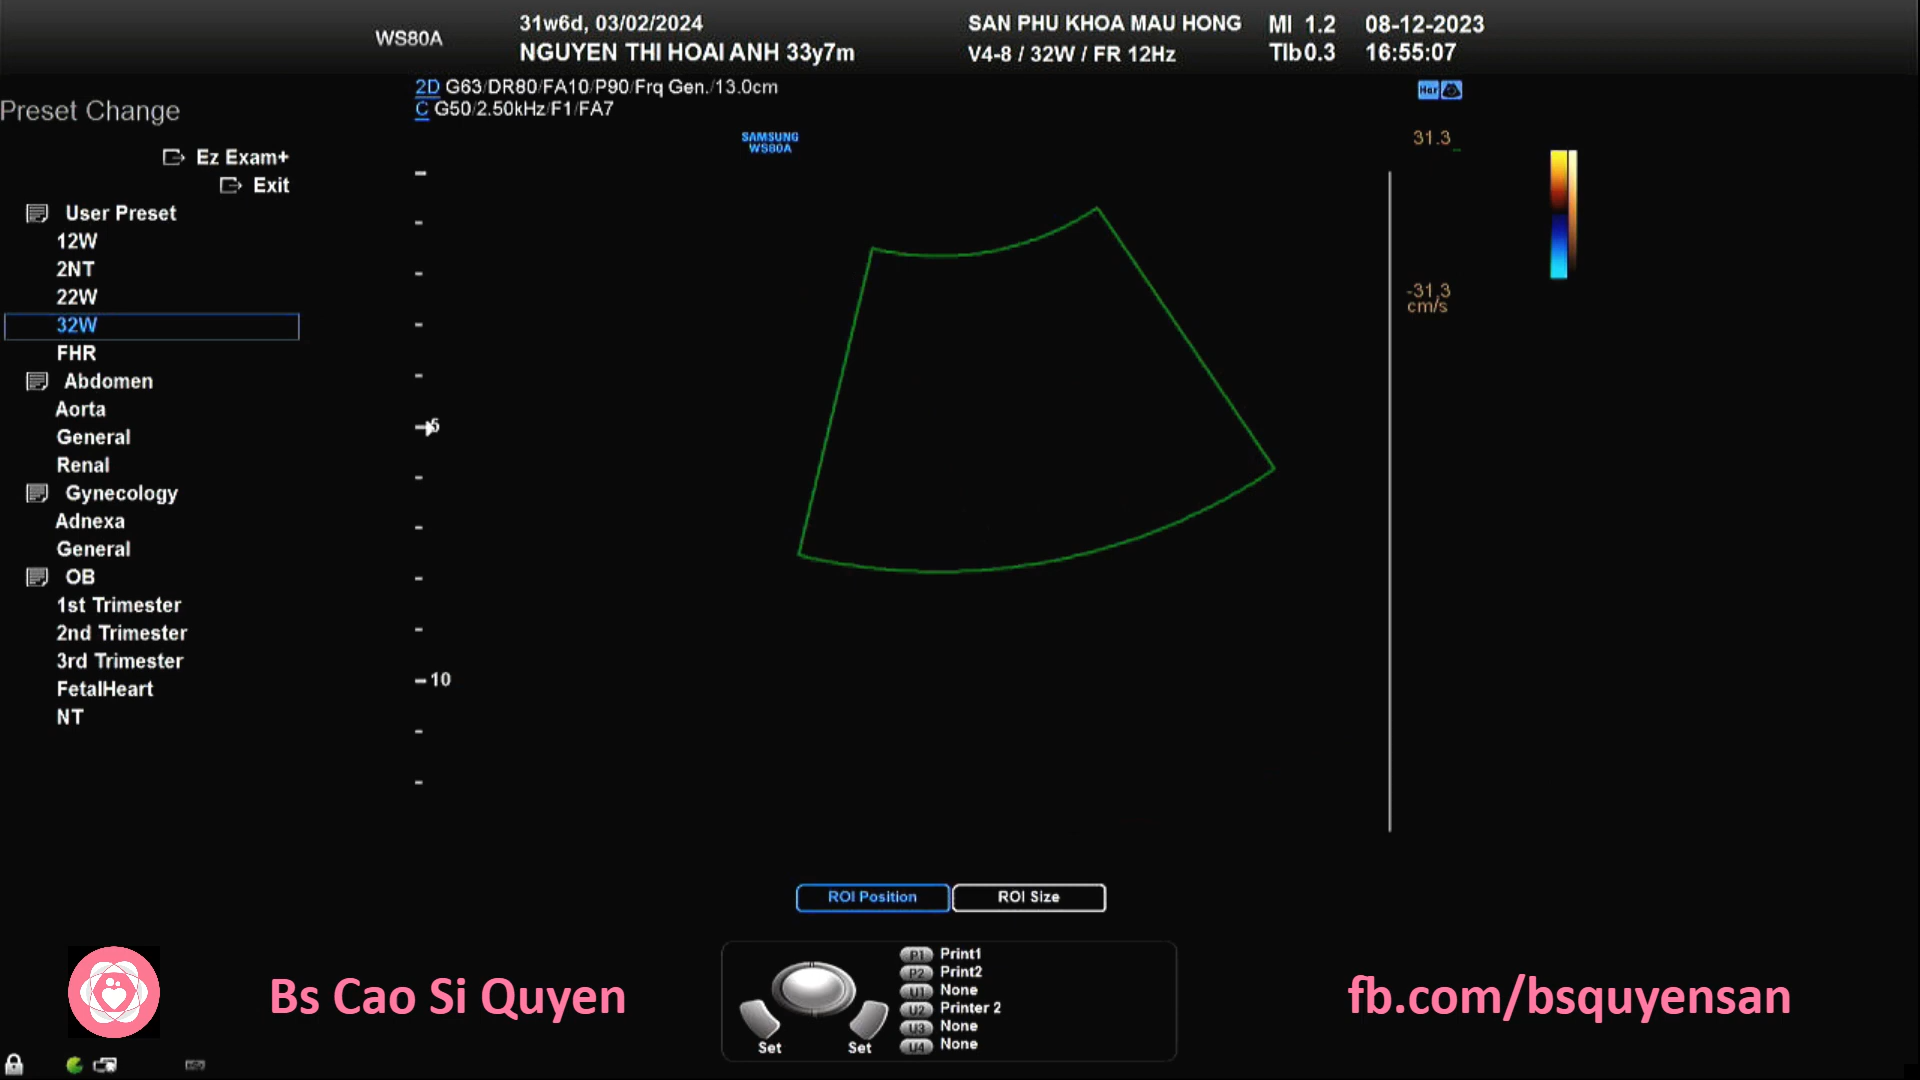 WS80A
31w6d, 03/02/2024
NGUYEN THI HOAI ANH 33y7m
SAN PHU KHOA MAU HONG
V4-8 / 32W / FR 12Hz
MI 1.2
TIb 0.3
08-12-2023
16:55:07
2D G63/DR80/FA10/P90/Frq Gen./13.0cm
C G50/2.50kHz/F1/FA7
Har
SAMSUNG
WS80A
31.3
-31.3
cm/s
5
10
Preset Change
Ez Exam+
Exit
User Preset
12W
2NT
22W
32W
FHR
Abdomen
Aorta
General
Renal
Gynecology
Adnexa
General
OB
1st Trimester
2nd Trimester
3rd Trimester
FetalHeart
NT
ROI Position
ROI Size
P1 Print1
P2 Print2
U1 None
U2 Printer 2
U3 None
U4 None
Set
Set
Bs Cao Si Quyen
fb.com/bsquyensan